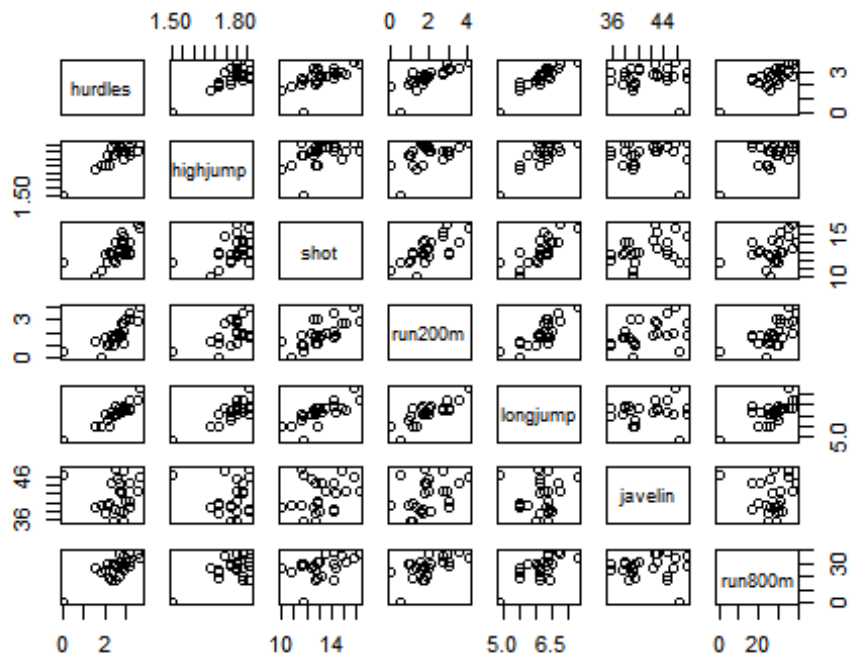 1.50 1.80 0 2 4 36 44
hurdles 0 3
1.50 highjump
shot 10 15
0 3 run200m
longjump 5.0
36 46 javelin
run800m 0 30
0 2 10 14 5.0 6.5 0 20